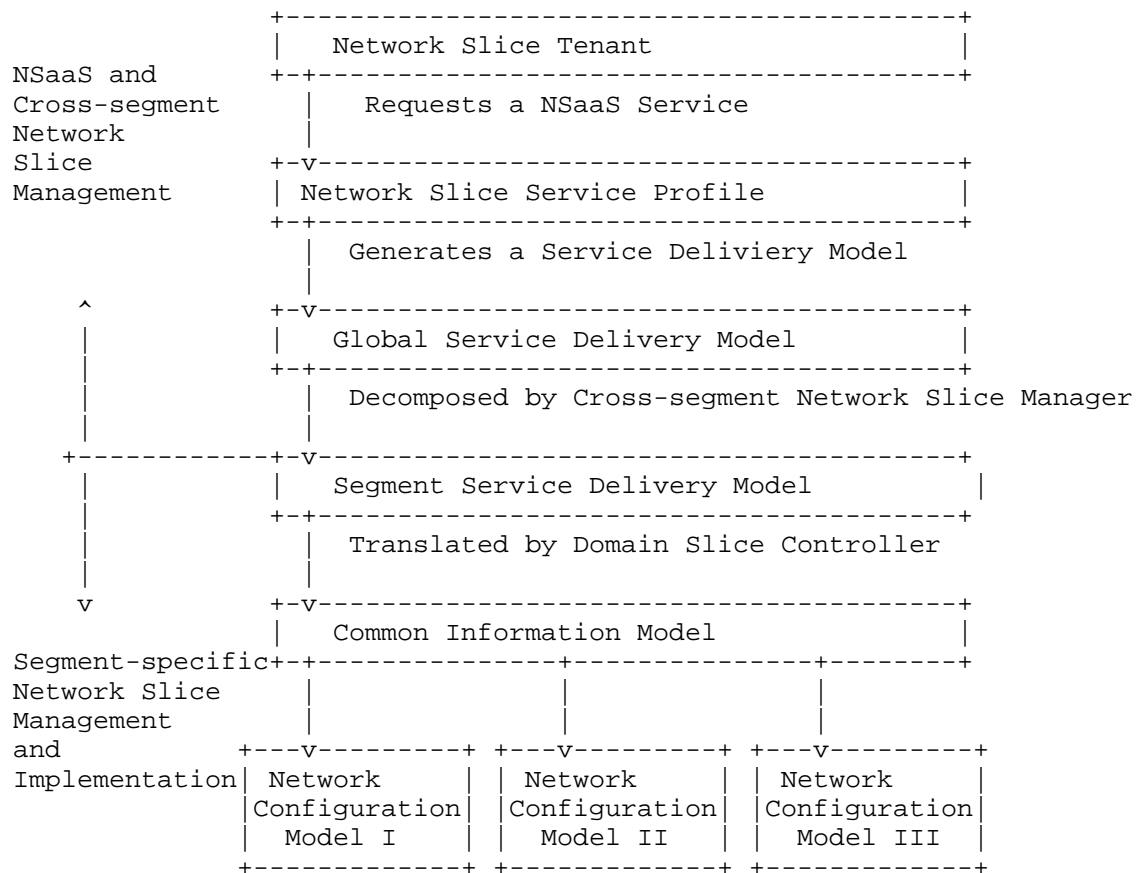 Network Slice Tenant
NSaaS and
Cross-segment Requests a NSaaS Service
Network
Slice
Management Network Slice Service Profile
Generates a Service Deliviery Model
Global Service Delivery Model
Decomposed by Cross-segment Network Slice Manager
Segment Service Delivery Model
Translated by Domain Slice Controller
Common Information Model
Segment-specific
Network Slice
Management
and
Implementation Network Network Network
Configuration Configuration Configuration
Model I Model II Model III